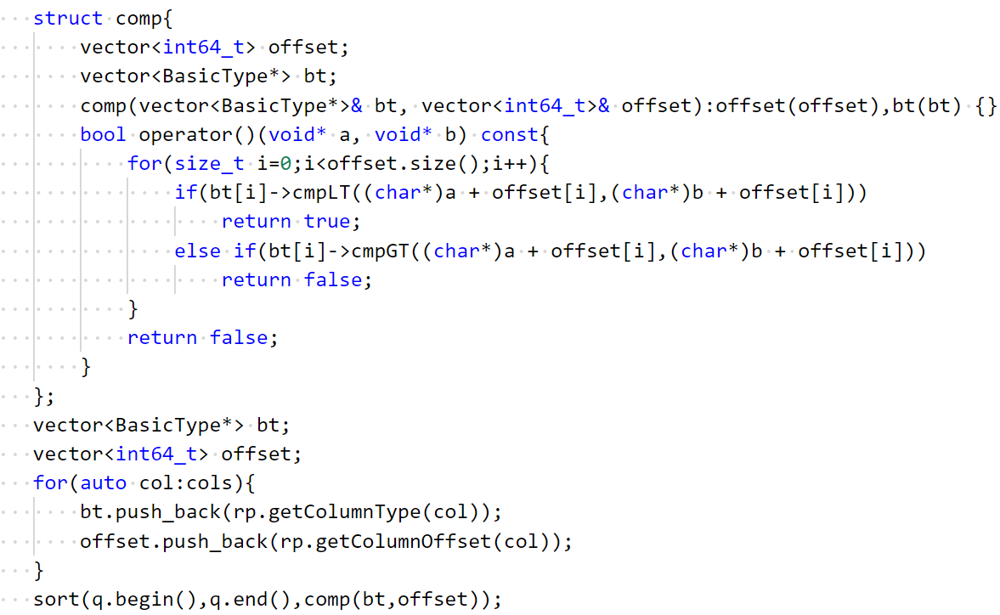 struct comp{
vector<int64_t> offset;
vector<BasicType*> bt;
comp(vector<BasicType*>& bt, vector<int64_t>& offset):offset(offset),bt(bt) {}
bool operator()(void* a, void* b) const{
for(size_t i=0;i<offset.size();i++){
if(bt[i]->cmpLT((char*)a + offset[i],(char*)b + offset[i]))
return true;
else if(bt[i]->cmpGT((char*)a + offset[i],(char*)b + offset[i]))
return false;
}
return false;
}
};
vector<BasicType*> bt;
vector<int64_t> offset;
for(auto col:cols){
bt.push_back(rp.getColumnType(col));
offset.push_back(rp.getColumnOffset(col));
}
sort(q.begin(),q.end(),comp(bt,offset));